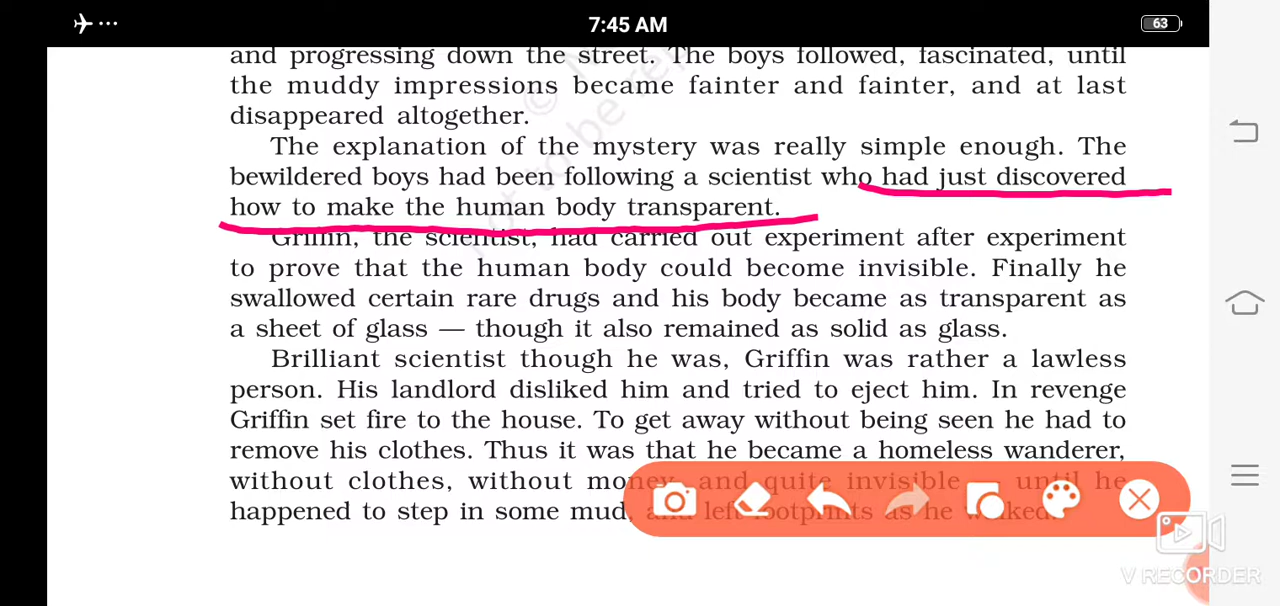 7:45 AM
63
and progressing down the street. The boys followed, fascinated, until
the muddy impressions became fainter and fainter, and at last
disappeared altogether.
The explanation of the mystery was really simple enough. The
bewildered boys had been following a scientist who had just discovered
how to make the human body transparent.
Griffin, the scientist, had carried out experiment after experiment
to prove that the human body could become invisible. Finally he
swallowed certain rare drugs and his body became as transparent as
a sheet of glass — though it also remained as solid as glass.
Brilliant scientist though he was, Griffin was rather a lawless
person. His landlord disliked him and tried to eject him. In revenge
Griffin set fire to the house. To get away without being seen he had to
remove his clothes. Thus it was that he became a homeless wanderer,
without clothes, without money, and quite invisible — until he
happened to step in some mud, and left footprints as he walked.
V RECORDER